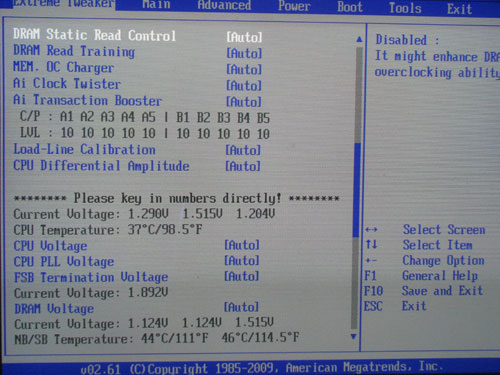 Extreme Tweaker Main Advanced Power Boot Tools Exit
DRAM Static Read Control [Auto]
DRAM Read Training [Auto]
MEM. OC Charger [Auto]
Ai Clock Twister [Auto]
Ai Transaction Booster [Auto]
C/P : A1 A2 A3 A4 A5 | B1 B2 B3 B4 B5
LVL : 10 10 10 10 10 | 10 10 10 10 10
Load-Line Calibration [Auto]
CPU Differential Amplitude [Auto]
******** Please key in numbers directly! ********
Current Voltage: 1.290V 1.515V 1.204V
CPU Temperature: 37°C/98.5°F
CPU Voltage [Auto]
CPU PLL Voltage [Auto]
FSB Termination Voltage [Auto]
Current Voltage: 1.892V
DRAM Voltage [Auto]
Current Voltage: 1.124V 1.124V 1.515V
NB/SB Temperature: 44°C/111°F 46°C/114.5°F
Disabled :
It might enhance DRA
overclocking ability
↔ Select Screen
↑↓ Select Item
+- Change Option
F1 General Help
F10 Save and Exit
ESC Exit
v02.61 (C)Copyright 1985-2009, American Megatrends, Inc.